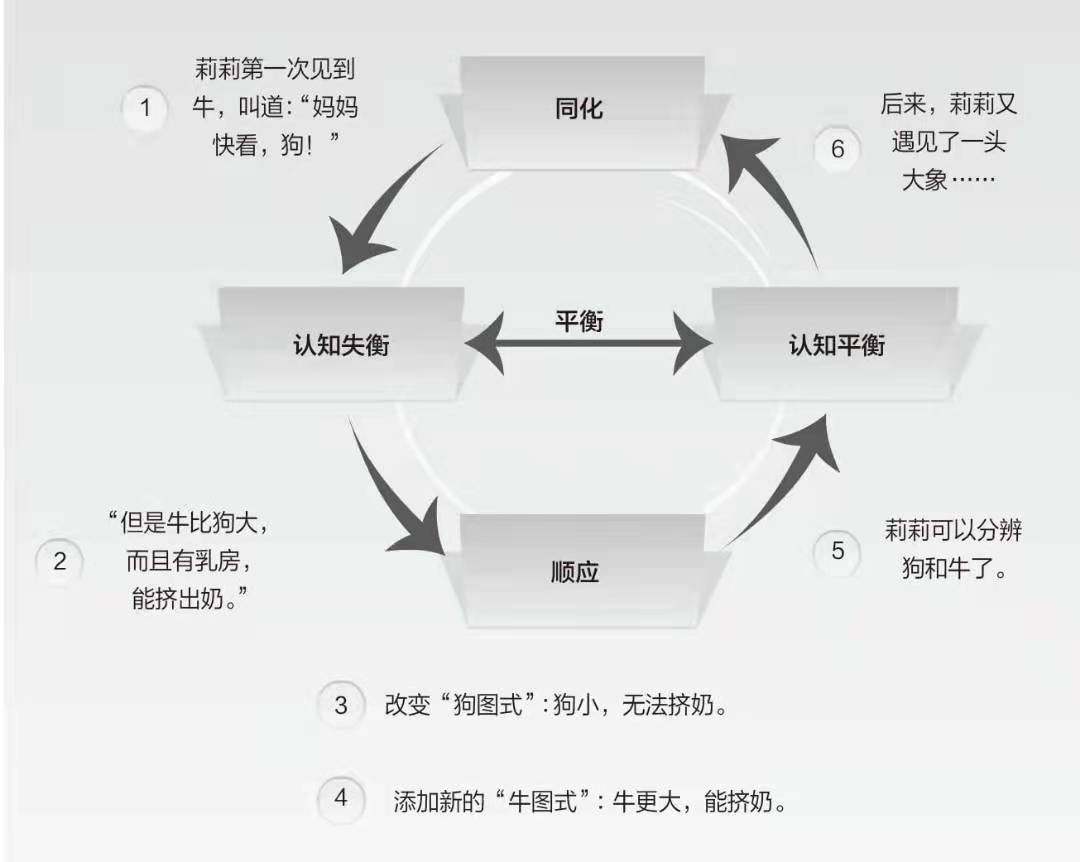 1
莉莉第一次见到
牛，叫道：“妈妈
快看，狗！”
同化
6
后来，莉莉又
遇见了一头
大象……
认知失衡
平衡
认知平衡
2
“但是牛比狗大，
而且有乳房，
能挤出奶。”
顺应
5
莉莉可以分辨
狗和牛了。
3 改变“狗图式”：狗小，无法挤奶。
4 添加新的“牛图式”：牛更大，能挤奶。